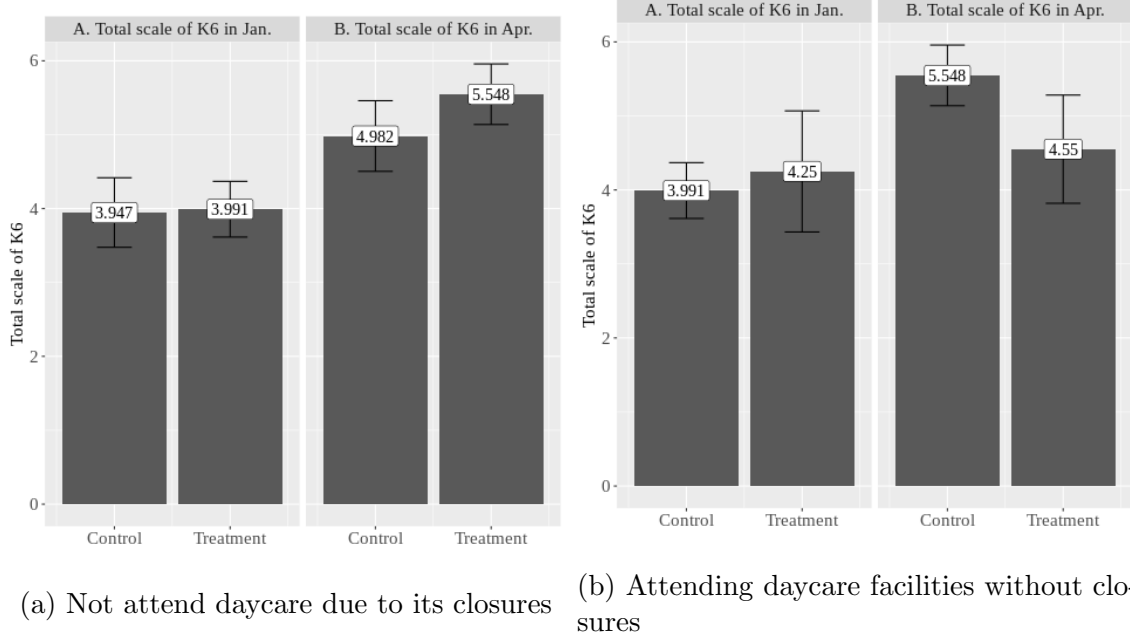 A. Total scale of K6 in Jan.
B. Total scale of K6 in Apr.
Total scale of K6
6
4
2
0
3.947
3.991
4.982
5.548
Control
Treatment
Control
Treatment
(a) Not attend daycare due to its closures
A. Total scale of K6 in Jan.
B. Total scale of K6 in Apr.
Total scale of K6
6
4
2
0
3.991
4.25
5.548
4.55
Control
Treatment
Control
Treatment
(b) Attending daycare facilities without clo-
sures